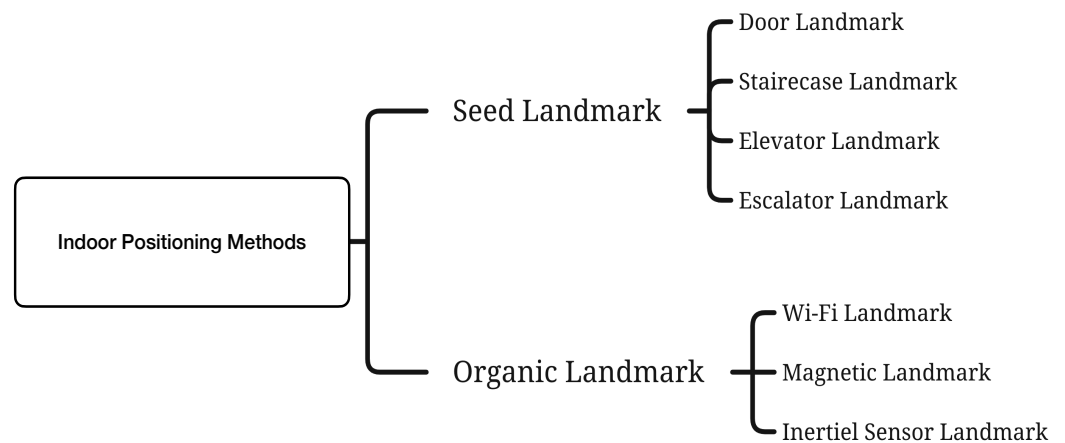 Indoor Positioning Methods
Seed Landmark
Door Landmark
Stairecase Landmark
Elevator Landmark
Escalator Landmark
Organic Landmark
Wi-Fi Landmark
Magnetic Landmark
Inertiel Sensor Landmark